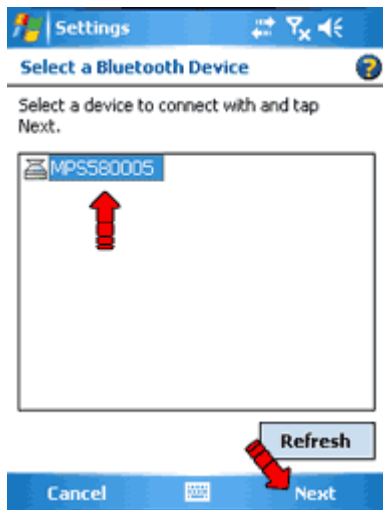 Settings
Select a Bluetooth Device
Select a device to connect with and tap
Next.
MPS580005
Refresh
Cancel
Next